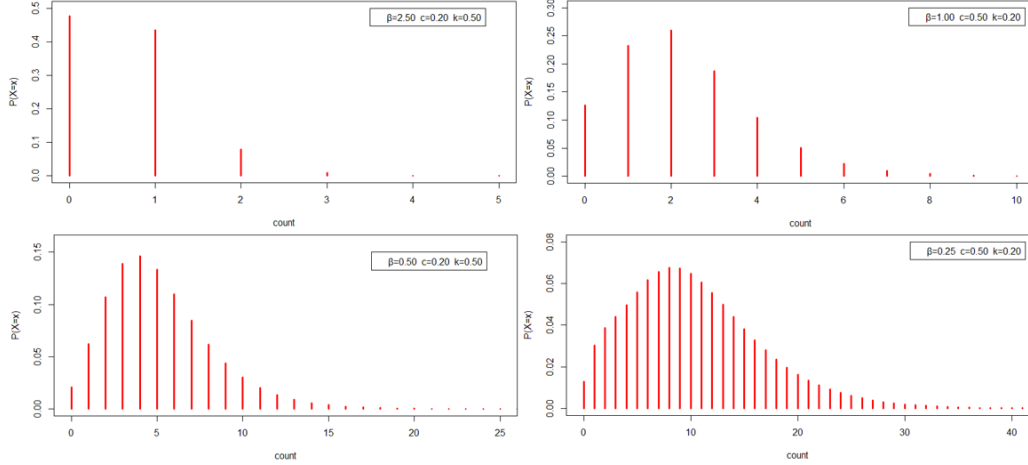 β=2.50 c=0.20 k=0.50
P(X=x)
0.5
0.4
0.3
0.2
0.1
0.0
0 1 2 3 4 5
count
β=1.00 c=0.50 k=0.20
P(X=x)
0.30
0.25
0.20
0.15
0.10
0.05
0.00
0 2 4 6 8 10
count
β=0.50 c=0.20 k=0.50
P(X=x)
0.15
0.10
0.05
0.00
0 5 10 15 20 25
count
β=0.25 c=0.50 k=0.20
P(X=x)
0.08
0.06
0.04
0.02
0.00
0 10 20 30 40
count